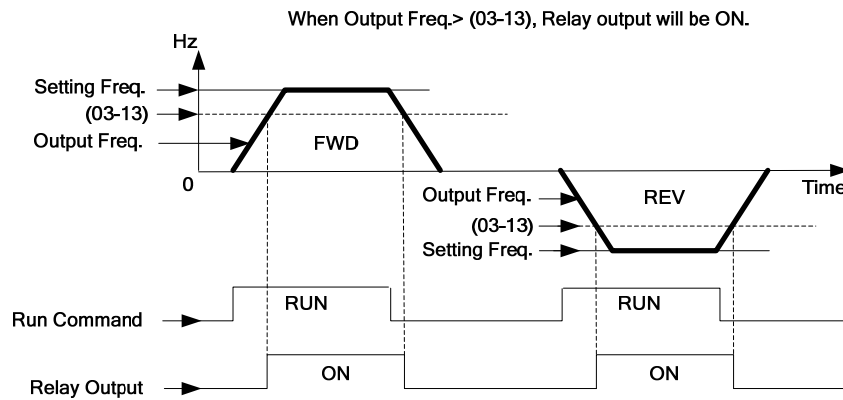 When Output Freq.> (03-13), Relay output will be ON.
Hz
Setting Freq.
(03-13)
Output Freq.
FWD
0
Time
Output Freq.
REV
(03-13)
Setting Freq.
RUN
RUN
Run Command
ON
ON
Relay Output